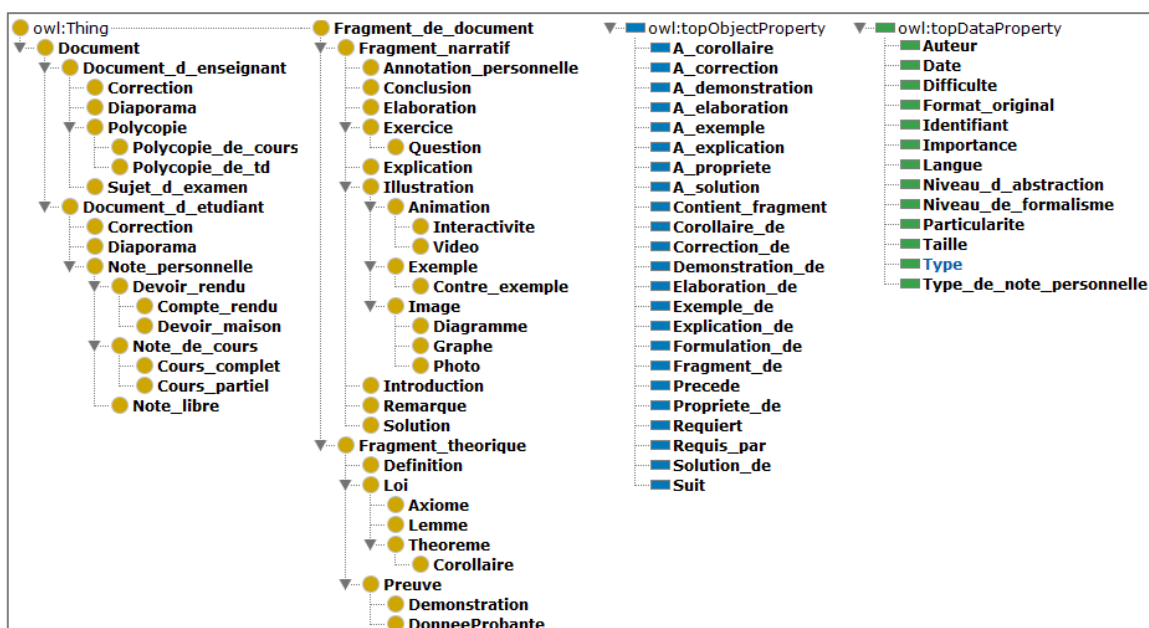 owl:Thing
Document
Document_d_enseignant
Correction
Diaporama
Polycopie
Polycopie_de_cours
Polycopie_de_td
Sujet_d_examen
Document_d_etudiant
Correction
Diaporama
Note_personnelle
Devoir_rendu
Compte_rendu
Devoir_maison
Note_de_cours
Cours_complet
Cours_partiel
Note_libre
Fragment_de_document
Fragment_narratif
Annotation_personnelle
Conclusion
Elaboration
Exercice
Question
Explication
Illustration
Animation
Interactivite
Video
Exemple
Contre_exemple
Image
Diagramme
Graphe
Photo
Introduction
Remarque
Solution
Fragment_theorique
Definition
Loi
Axiome
Lemme
Theoreme
Corollaire
Preuve
Demonstration
DonneeProbante
owl:topObjectProperty
A_corollaire
A_correction
A_demonstration
A_elaboration
A_exemple
A_explication
A_propriete
A_solution
Contient_fragment
Corollaire_de
Correction_de
Demonstration_de
Elaboration_de
Exemple_de
Explication_de
Formulation_de
Fragment_de
Precede
Propriete_de
Requiert
Requis_par
Solution_de
Suit
owl:topDataProperty
Auteur
Date
Difficulte
Format_original
Identifiant
Importance
Langue
Niveau_d_abstraction
Niveau_de_formalisme
Particularite
Taille
Type
Type_de_note_personnelle